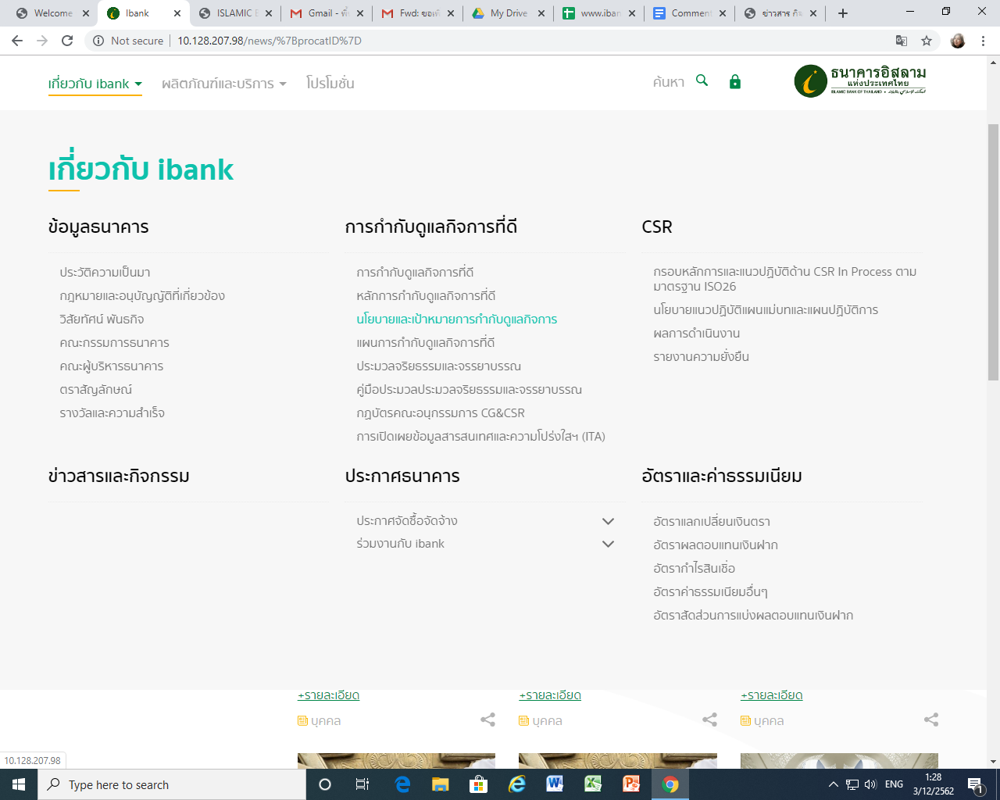 Welcome
Ibank
ISLAMIC
Gmail -
Fwd:
My Drive
www.iban
Comment
ข่าวสาร กิจ
Not secure
10.128.207.98/news/%7BprocatID%7D
เกี่ยวกับ ibank
ผลิตภัณฑ์และบริการ
โปรโมชั่น
ค้นหา
ธนาคารอิสลาม
แห่งประเทศไทย
ISLAMIC BANK OF THAILAND
เกี่ยวกับ ibank
ข้อมูลธนาคาร
ประวัติความเป็นมา
กฎหมายและอนุบัญญัติที่เกี่ยวข้อง
วิสัยทัศน์ พันธกิจ
คณะกรรมการธนาคาร
คณะผู้บริหารธนาคาร
ตราสัญลักษณ์
รางวัลและความสำเร็จ
การกำกับดูแลกิจการที่ดี
การกำกับดูแลกิจการที่ดี
หลักการกำกับดูแลกิจการที่ดี
นโยบายและเป้าหมายการกำกับดูแลกิจการ
แผนการกำกับดูแลกิจการที่ดี
ประมวลจริยธรรมและจรรยาบรรณ
คู่มือประมวลประมวลจริยธรรมและจรรยาบรรณ
กฎบัตรคณะอนุกรรมการ CG&CSR
การเปิดเผยข้อมูลสารสนเทศและความโปร่งใสฯ (ITA)
CSR
กรอบหลักการและแนวปฏิบัติด้าน CSR In Process ตาม
มาตรฐาน ISO26
นโยบายแนวปฏิบัติแผนแม่บทและแผนปฏิบัติการ
ผลการดำเนินงาน
รายงานความยั่งยืน
ข่าวสารและกิจกรรม
ประกาศธนาคาร
ประกาศจัดซื้อจัดจ้าง
ร่วมงานกับ ibank
อัตราและค่าธรรมเนียม
อัตราแลกเปลี่ยนเงินตรา
อัตราผลตอบแทนเงินฝาก
อัตรากำไรสินเชื่อ
อัตราค่าธรรมเนียมอื่นๆ
อัตราสัดส่วนการแบ่งผลตอบแทนเงินฝาก
+รายละเอียด
+รายละเอียด
+รายละเอียด
บุคคล
บุคคล
บุคคล
10.128.207.98
Type here to search
ENG
1:28
3/12/2562
1